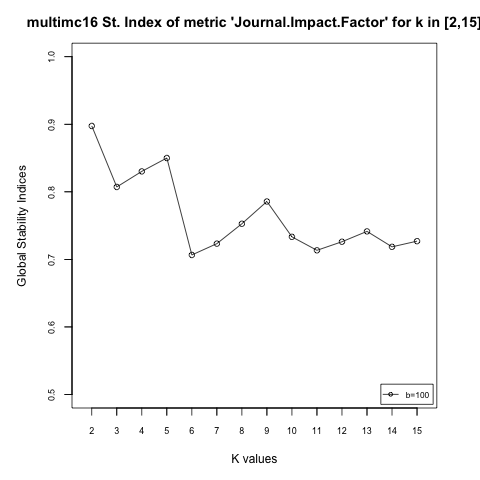 multimc16 St. Index of metric 'Journal.Impact.Factor' for k in [2,15]
Global Stability Indices
1.0
0.9
0.8
0.7
0.6
0.5
b=100
2 3 4 5 6 7 8 9 10 11 12 13 14 15
K values